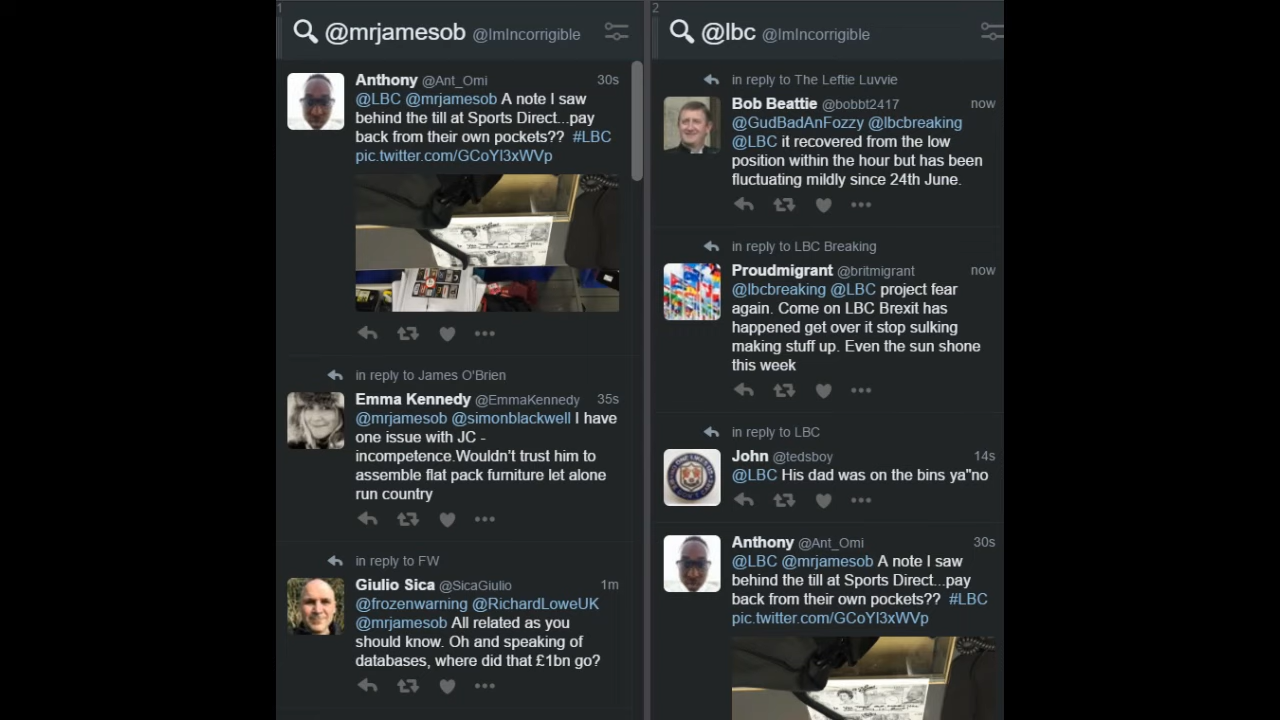 1
@mrjamesob @ImIncorrigible
Anthony @Ant_Omi 30s
@LBC @mrjamesob A note I saw
behind the till at Sports Direct...pay
back from their own pockets?? #LBC
pic.twitter.com/GCoYl3xWVp
in reply to James O'Brien
Emma Kennedy @EmmaKennedy 35s
@mrjamesob @simonblackwell I have
one issue with JC -
incompetence.Wouldn't trust him to
assemble flat pack furniture let alone
run country
in reply to FW
Giulio Sica @SicaGiulio 1m
@frozenwarning @RichardLoweUK
@mrjamesob All related as you
should know. Oh and speaking of
databases, where did that £1bn go?
2
@lbc @ImIncorrigible
in reply to The Leftie Luvvie
Bob Beattie @bobbt2417 now
@GudBadAnFozzy @lbcbreaking
@LBC it recovered from the low
position within the hour but has been
fluctuating mildly since 24th June.
in reply to LBC Breaking
Proudmigrant @britmigrant now
@lbcbreaking @LBC project fear
again. Come on LBC Brexit has
happened get over it stop sulking
making stuff up. Even the sun shone
this week
in reply to LBC
John @tedsboy 14s
@LBC His dad was on the bins ya"no
Anthony @Ant_Omi 30s
@LBC @mrjamesob A note I saw
behind the till at Sports Direct...pay
back from their own pockets?? #LBC
pic.twitter.com/GCoYl3xWVp